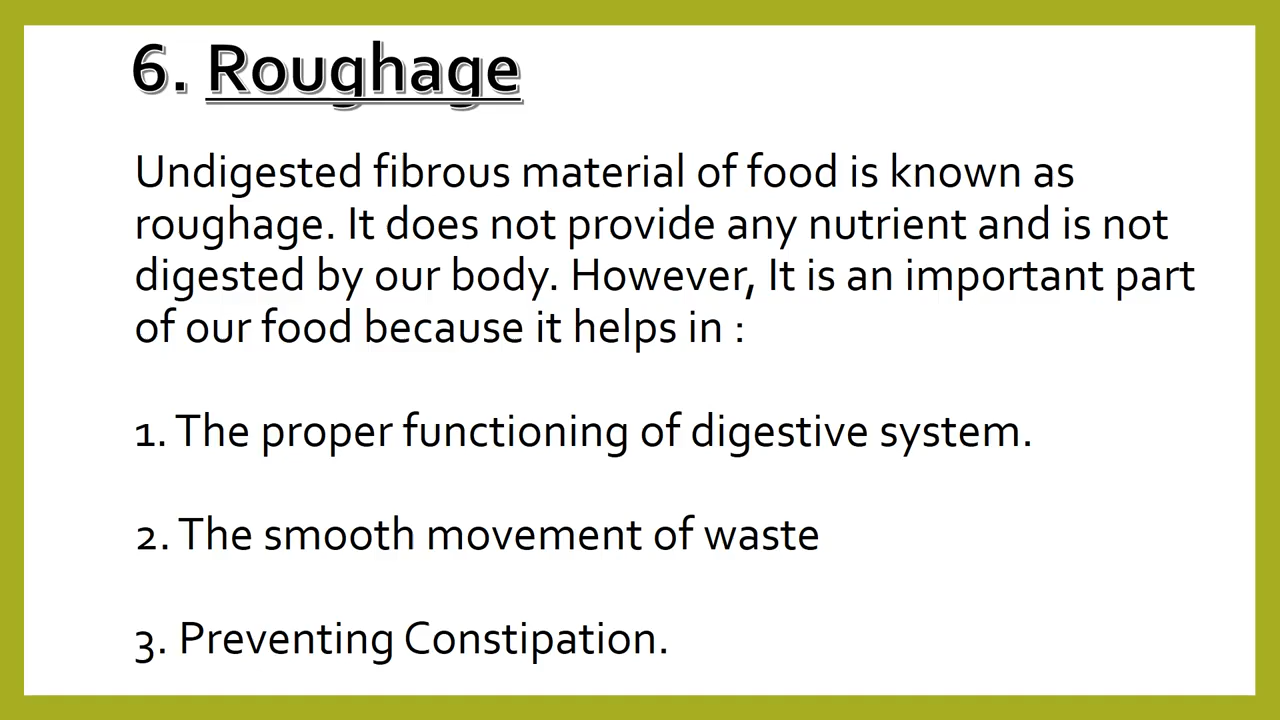 6. Roughage
Undigested fibrous material of food is known as
roughage. It does not provide any nutrient and is not
digested by our body. However, It is an important part
of our food because it helps in :
1. The proper functioning of digestive system.
2. The smooth movement of waste
3. Preventing Constipation.